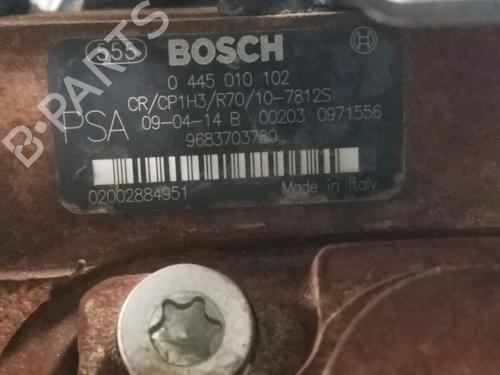 555 BOSCH
0 445 010 102
CR/CP1H3/R70/10-7812S
PSA 09-04-14 B 00203 0971556
9683703780
02002884951 Made in Italy
B-PARTS